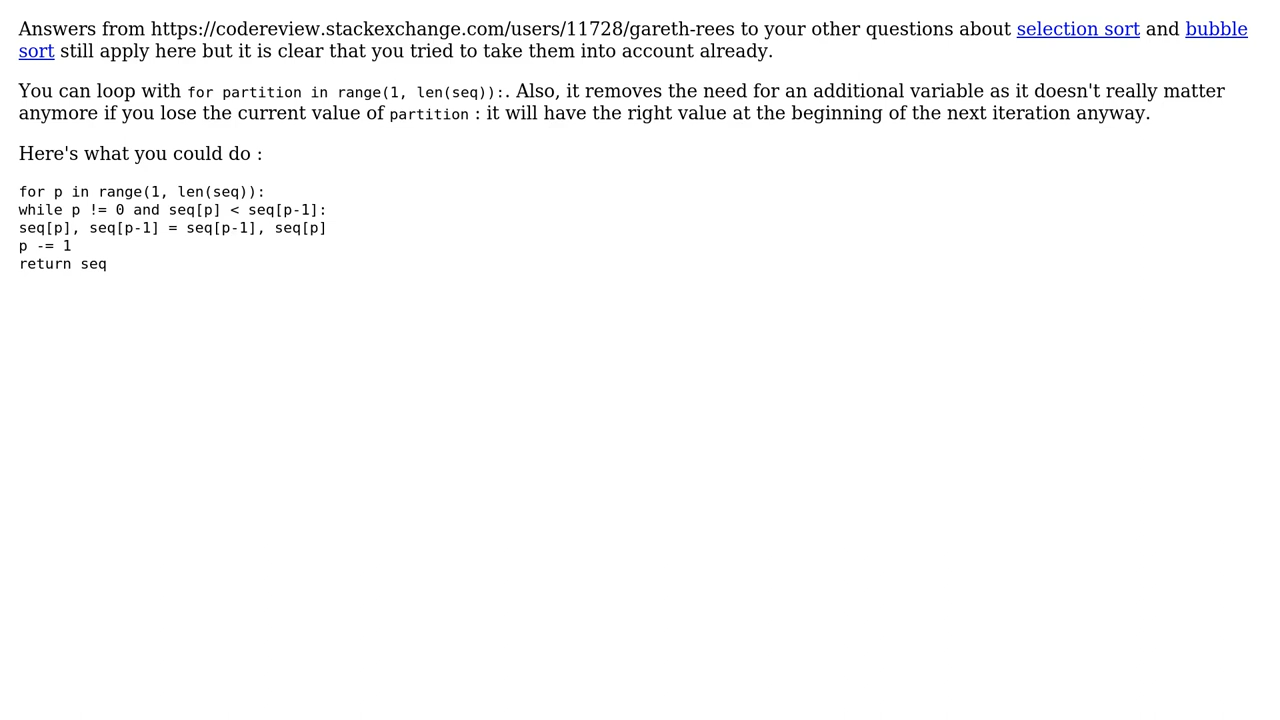 Answers from https://codereview.stackexchange.com/users/11728/gareth-rees to your other questions about selection sort and bubble
sort still apply here but it is clear that you tried to take them into account already.
You can loop with for partition in range(1, len(seq)):. Also, it removes the need for an additional variable as it doesn't really matter
anymore if you lose the current value of partition : it will have the right value at the beginning of the next iteration anyway.
Here's what you could do :
for p in range(1, len(seq)):
while p != 0 and seq[p] < seq[p-1]:
seq[p], seq[p-1] = seq[p-1], seq[p]
p -= 1
return seq